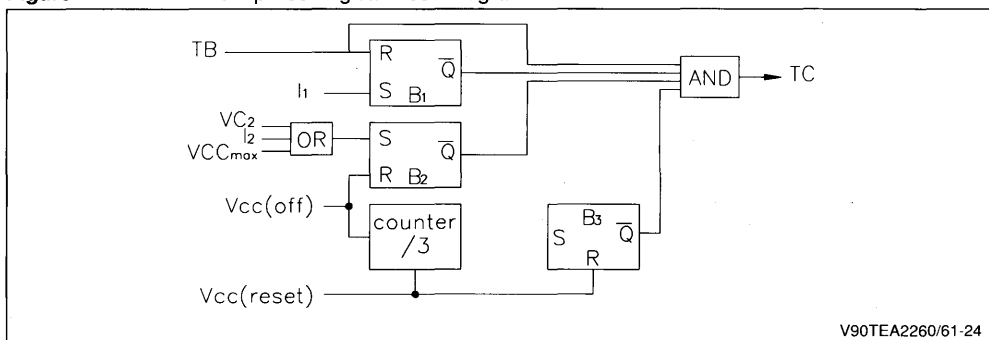 TB
R
Q
I1
S
B1
AND
TC
VC2
I2
VCCmax
OR
S
Q
R
B2
Vcc(off)
counter
/3
B3
S
Q
R
Vcc(reset)
V90TEA2260/61-24